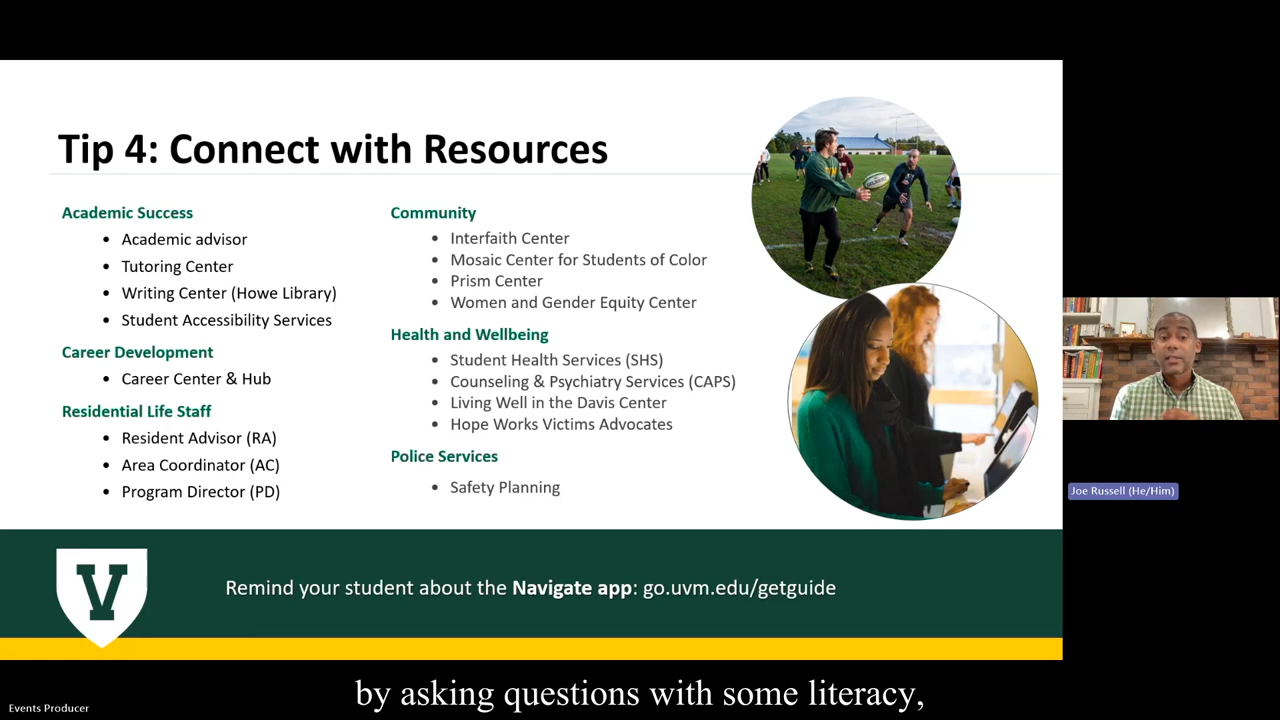 Tip 4: Connect with Resources
Academic Success
• Academic advisor
• Tutoring Center
• Writing Center (Howe Library)
• Student Accessibility Services
Career Development
• Career Center & Hub
Residential Life Staff
• Resident Advisor (RA)
• Area Coordinator (AC)
• Program Director (PD)
Community
• Interfaith Center
• Mosaic Center for Students of Color
• Prism Center
• Women and Gender Equity Center
Health and Wellbeing
• Student Health Services (SHS)
• Counseling & Psychiatry Services (CAPS)
• Living Well in the Davis Center
• Hope Works Victims Advocates
Police Services
• Safety Planning
V
Remind your student about the Navigate app: go.uvm.edu/getguide
Joe Russell (He/Him)
by asking questions with some literacy,
Events Producer